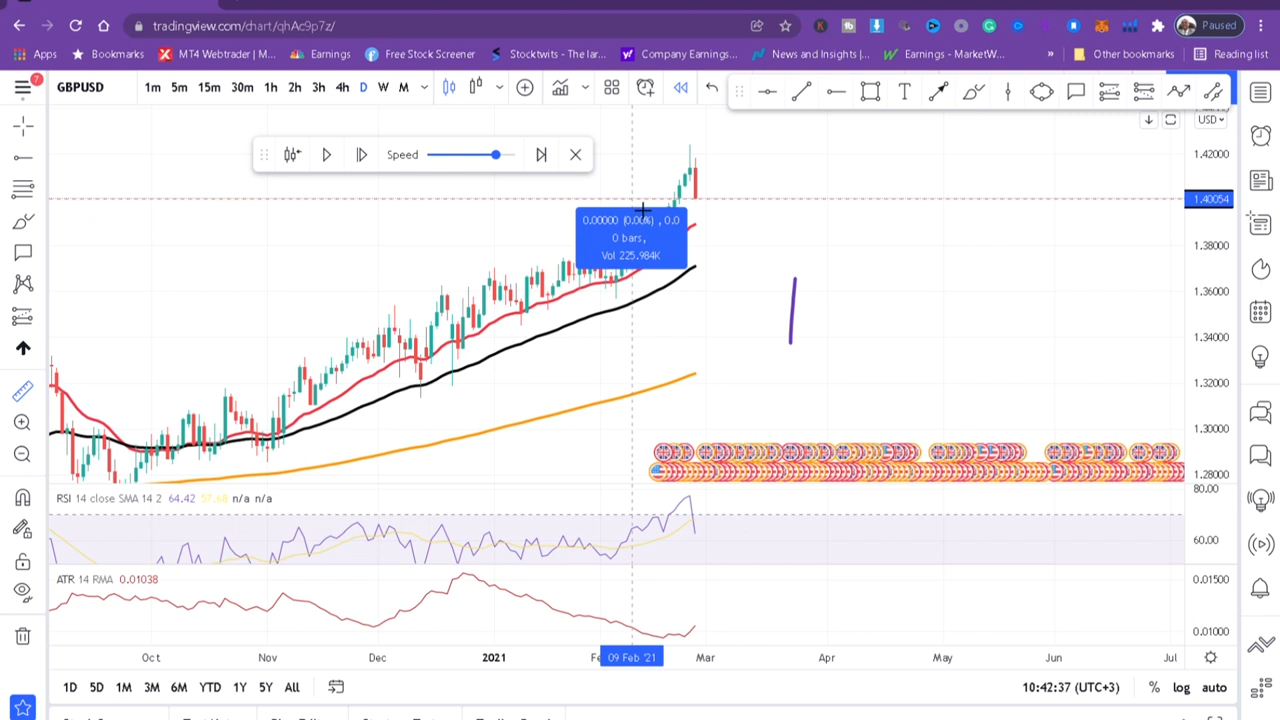 tradingview.com/chart/qhAc9p7z/
Paused
Apps Bookmarks MT4 Webtrader | M... Earnings Free Stock Screener Stocktwits - The lar... Company Earnings... News and Insights |... Earnings - MarketW... » Other bookmarks Reading list
7
GBPUSD 1m 5m 15m 30m 1h 2h 3h 4h D W M
USD
Speed
1.42000
1.40054
0.00000 (0.00%) , 0.0
0 bars,
Vol 225.984K
1.38000
1.36000
1.34000
1.32000
1.30000
1.28000
RSI 14 close SMA 14 2 64.42 57.68 n/a n/a
80.00
60.00
ATR 14 RMA 0.01038
0.01500
0.01000
Oct Nov Dec 2021 09 Feb '21 Mar Apr May Jun Jul
1D 5D 1M 3M 6M YTD 1Y 5Y All 10:42:37 (UTC+3) % log auto